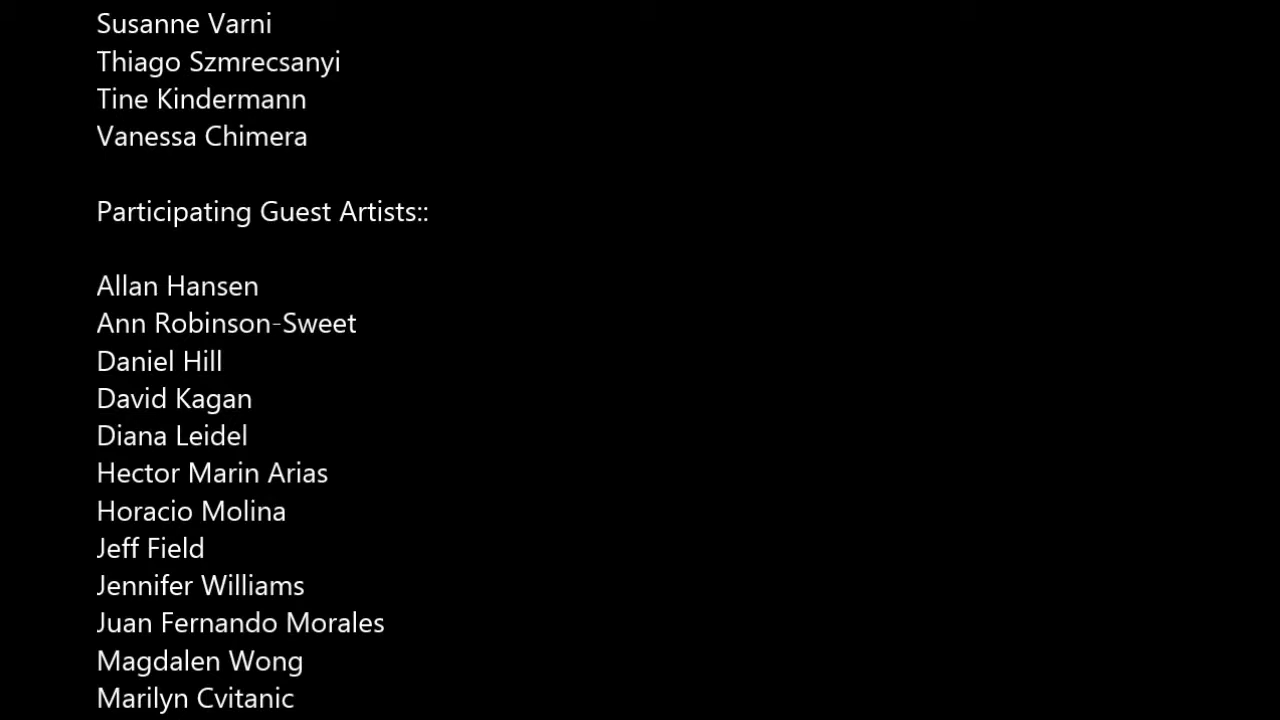 Susanne Varni
Thiago Szmrecsanyi
Tine Kindermann
Vanessa Chimera
Participating Guest Artists::
Allan Hansen
Ann Robinson-Sweet
Daniel Hill
David Kagan
Diana Leidel
Hector Marin Arias
Horacio Molina
Jeff Field
Jennifer Williams
Juan Fernando Morales
Magdalen Wong
Marilyn Cvitanic